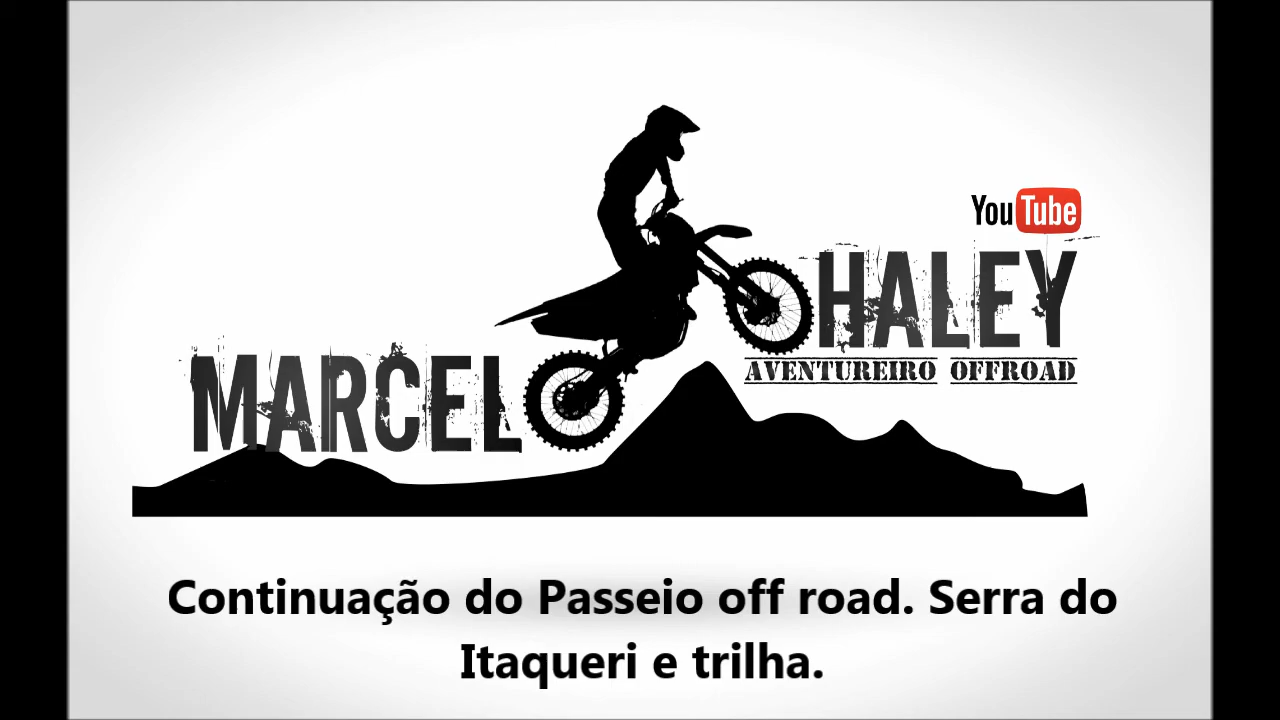 YouTube
HALEY
MARCEL
AVENTUREIRO OFFROAD
Continuação do Passeio off road. Serra do
Itaqueri e trilha.